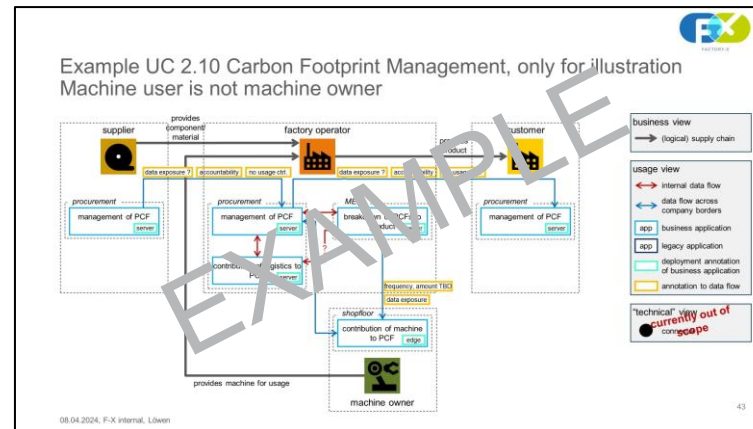 FACTORY-X
Example UC 2.10 Carbon Footprint Management, only for illustration
Machine user is not machine owner
provides
component/
material
supplier
factory operator
product
customer
data exposure ?
accountability
no usage ctrl.
data exposure ?
procurement
management of PCF
server
procurement
management of PCF
server
product
procurement
management of PCF
server
?
PCF
server
frequency, amount TBD
data exposure
shopfloor
contribution of machine
to PCF
edge
provides machine for usage
machine owner
EXAMPLE
business view
(logical) supply chain
usage view
internal data flow
data flow across
company borders
app
business application
app
legacy application
deployment annotation
of business application
annotation to data flow
"technical" view
currently out of
scope
08.04.2024, F-X internal, Löwen
43